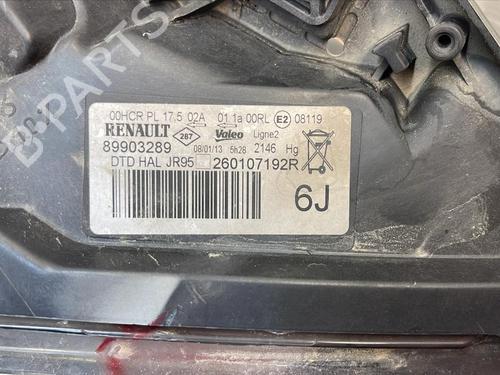 B-PARTS
00HCR PL 17.5 02A 01.1a 00RL E2 08119
RENAULT 267 Valeo Ligne2
89903289 08/01/13 5h28 2146 Hg
DTD HAL JR95 260107192R
6J